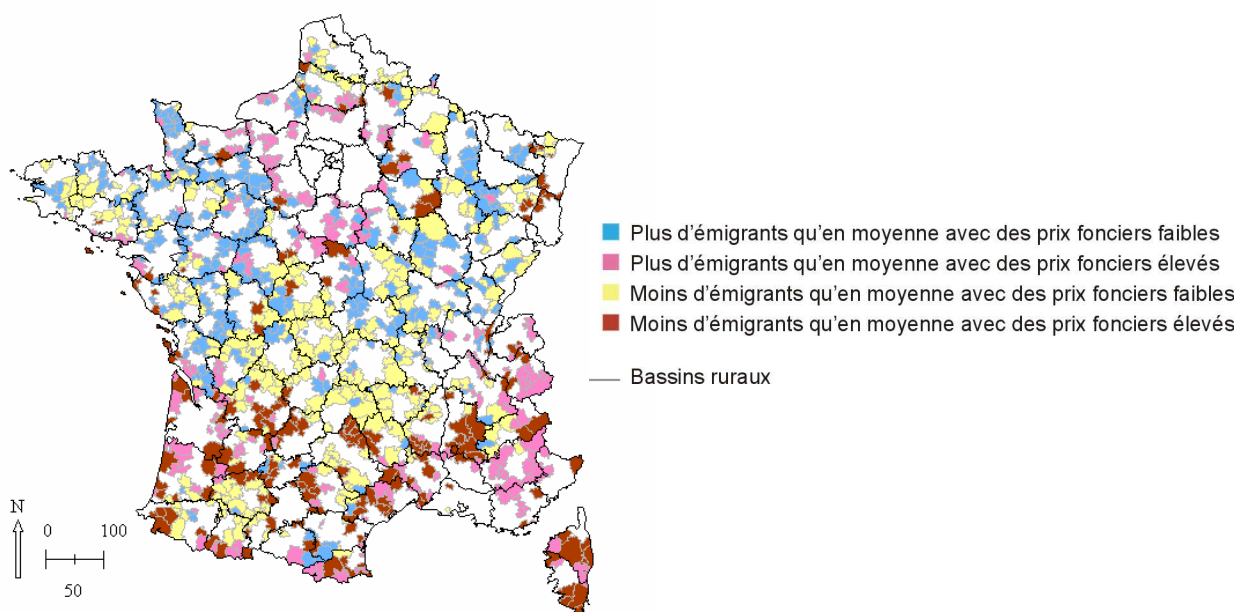 Plus d'émigrants qu'en moyenne avec des prix fonciers faibles
Plus d'émigrants qu'en moyenne avec des prix fonciers élevés
Moins d'émigrants qu'en moyenne avec des prix fonciers faibles
Moins d'émigrants qu'en moyenne avec des prix fonciers élevés
Bassins ruraux
N
0 100
50